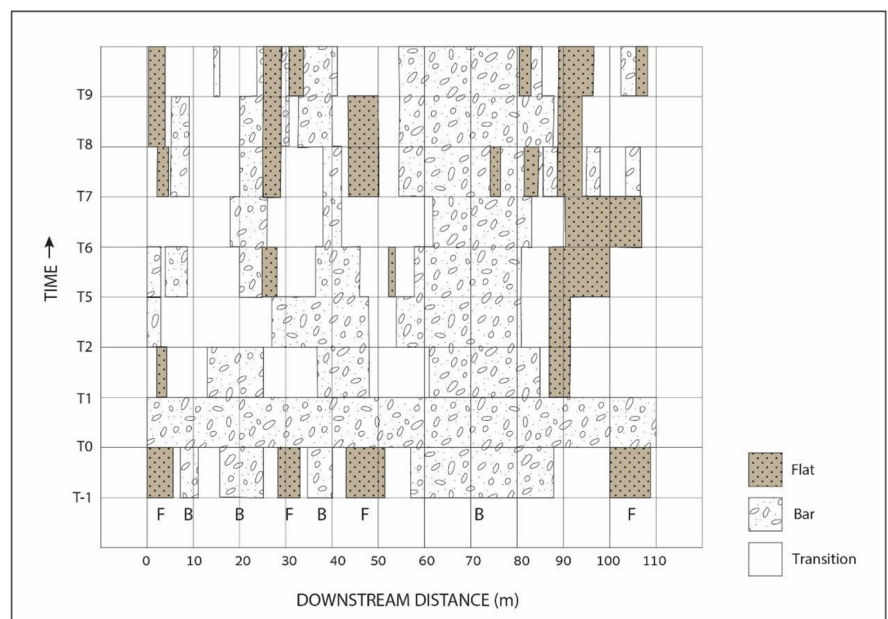 T9
T8
T7
T6
T5
T2
T1
T0
T-1
TIME →
F B B F B F B F
0 10 20 30 40 50 60 70 80 90 100 110
DOWNSTREAM DISTANCE (m)
Flat
Bar
Transition